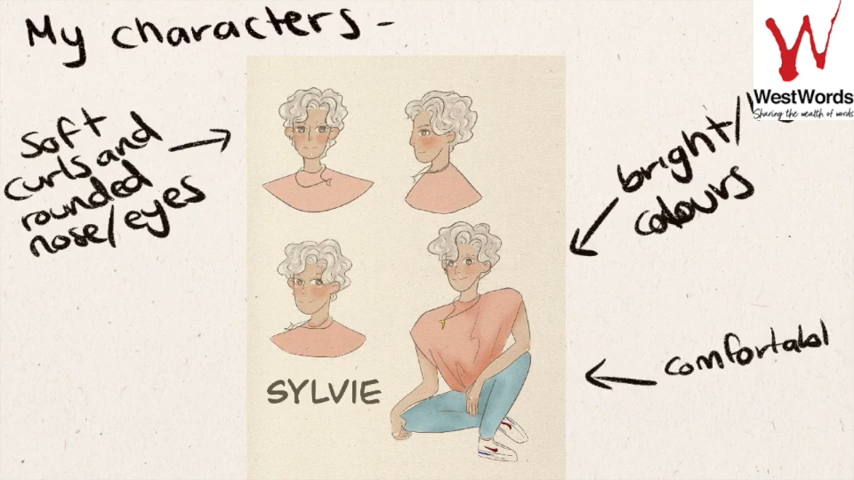 My characters -
WestWords
Sharing the wealth of words
soft
curls and
rounded
nose/eyes
bright/
colours
comfortabl
SYLVIE